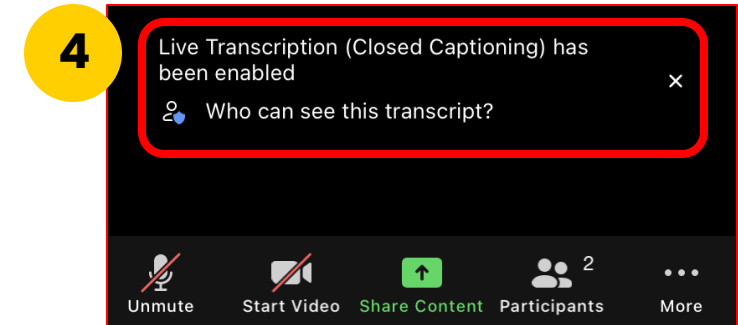 4
Live Transcription (Closed Captioning) has
been enabled
Who can see this transcript?
2
Unmute
Start Video
Share Content
Participants
More